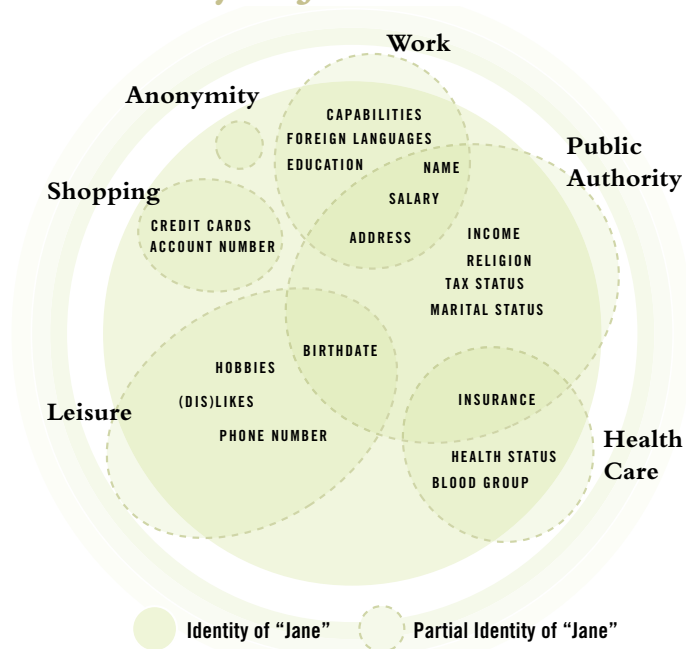 Work
Anonymity
CAPABILITIES
FOREIGN LANGUAGES
EDUCATION
NAME
Public
Authority
Shopping
SALARY
CREDIT CARDS
ACCOUNT NUMBER
ADDRESS
INCOME
RELIGION
TAX STATUS
MARITAL STATUS
BIRTHDATE
HOBBIES
(DIS)LIKES
Leisure
PHONE NUMBER
INSURANCE
Health
Care
HEALTH STATUS
BLOOD GROUP
Identity of “Jane”
Partial Identity of “Jane”